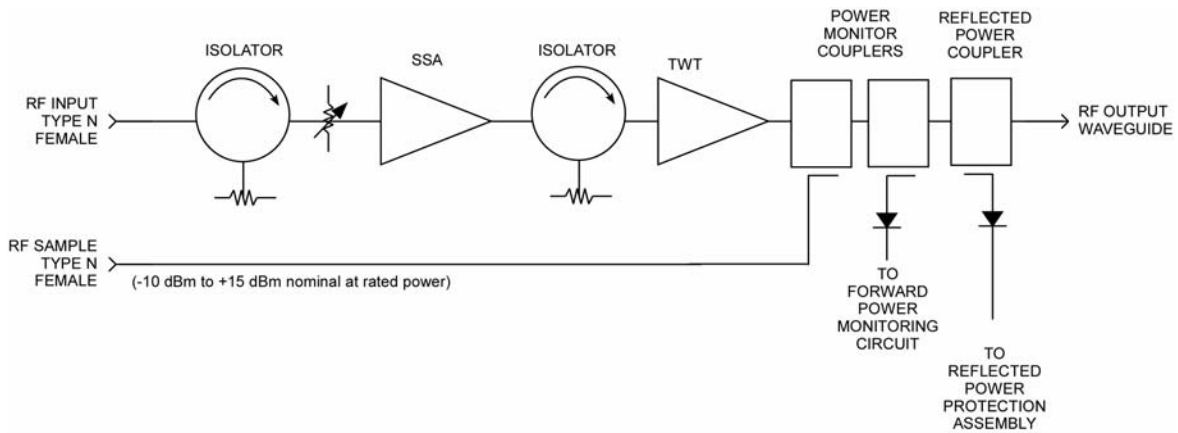 RF INPUT
TYPE N
FEMALE
ISOLATOR
SSA
ISOLATOR
TWT
POWER
MONITOR
COUPLERS
REFLECTED
POWER
COUPLER
RF OUTPUT
WAVEGUIDE
RF SAMPLE
TYPE N
FEMALE
(-10 dBm to +15 dBm nominal at rated power)
TO
FORWARD
POWER
MONITORING
CIRCUIT
TO
REFLECTED
POWER
PROTECTION
ASSEMBLY